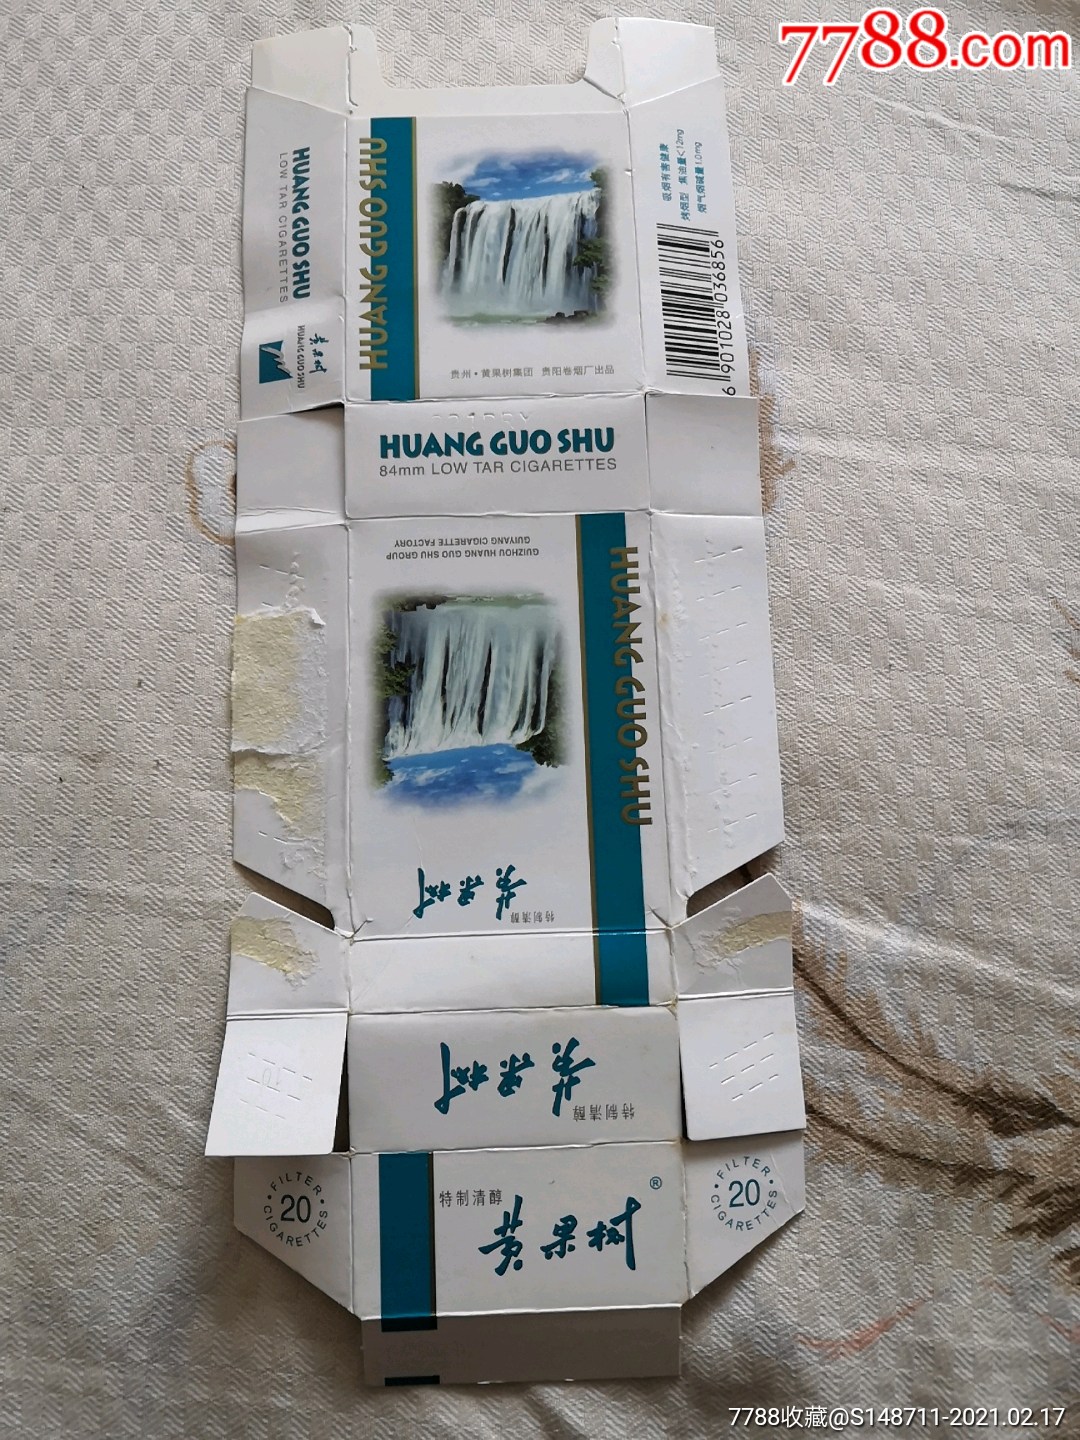 7788.com
HUANG GUO SHU
LOW TAR CIGARETTES
黄果树
HUANG GUO SHU
HUANG GUO SHU
贵州·黄果树集团 贵阳卷烟厂出品
吸烟有害健康
烤烟型 焦油量<12mg
烟气烟碱量1.0mg
6 901028 036856
HUANG GUO SHU
84mm LOW TAR CIGARETTES
GUIZHOU HUANG GUO SHU GROUP
GUIYANG CIGARETTE FACTORY
HUANG GUO SHU
黄果树
特制清醇
黄果树
特制清醇
FILTER
20
CIGARETTES
特制清醇
黄果树®
FILTER
20
CIGARETTES
7788收藏@S148711-2021.02.17